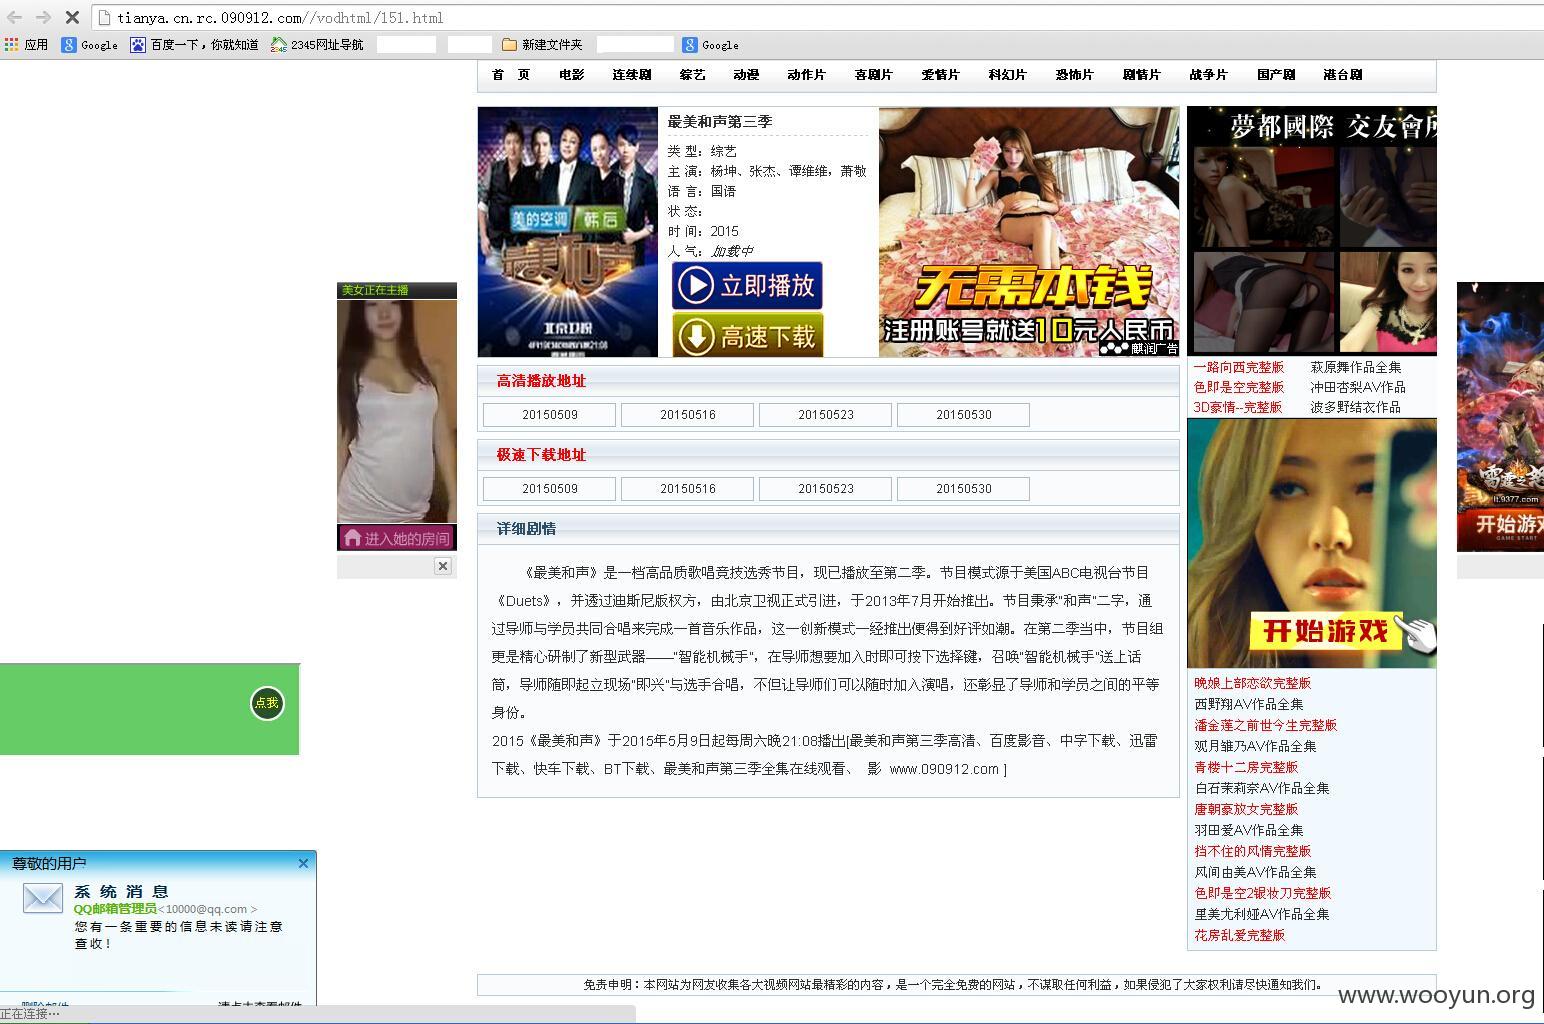 tianya.cn.rc.090912.com//vodhtml/151.html
应用 Google 百度一下，你就知道 2345网址导航 新建文件夹 Google
首 页 电影 连续剧 综艺 动漫 动作片 喜剧片 爱情片 科幻片 恐怖片 剧情片 战争片 国产剧 港台剧
美的空调 韩后
最美和声第三季
类 型：综艺
主 演：杨坤、张杰、谭维维，萧敬
语 言：国语
状 态：
时 间：2015
人 气：加载中
立即播放
高速下载
无需本钱
注册账号就送10元人民币
麒润广告
夢都國際 交友會所
一路向西完整版 萩原舞作品全集
色即是空完整版 冲田杏梨AV作品
3D豪情--完整版 波多野结衣作品
美女正在主播
进入她的房间
高清播放地址
20150509 20150516 20150523 20150530
极速下载地址
20150509 20150516 20150523 20150530
详细剧情
《最美和声》是一档高品质歌唱竞技选秀节目，现已播放至第二季。节目模式源于美国ABC电视台节目
《Duets》，并透过迪斯尼版权方，由北京卫视正式引进，于2013年7月开始推出。节目秉承"和声"二字，通
过导师与学员共同合唱来完成一首音乐作品，这一创新模式一经推出便得到好评如潮。在第二季当中，节目组
更是精心研制了新型武器——"智能机械手"，在导师想要加入时即可按下选择键，召唤"智能机械手"送上话
筒，导师随即起立现场"即兴"与选手合唱，不但让导师们可以随时加入演唱，还彰显了导师和学员之间的平等
身份。
2015《最美和声》于2015年5月9日起每周六晚21:08播出[最美和声第三季高清、百度影音、中字下载、迅雷
下载、快车下载、BT下载、最美和声第三季全集在线观看、 影 www.090912.com ]
开始游戏
lt.9377.com
开始游戏
GAME START
晚娘上部恋欲完整版
西野翔AV作品全集
潘金莲之前世今生完整版
观月雏乃AV作品全集
青楼十二房完整版
白石茉莉奈AV作品全集
唐朝豪放女完整版
羽田爱AV作品全集
挡不住的风情完整版
风间由美AV作品全集
色即是空2银妆刀完整版
里美尤利娅AV作品全集
花房乱爱完整版
点我
尊敬的用户
系 统 消 息
QQ邮箱管理员<10000@qq.com >
您有一条重要的信息未读请注意
查收！
正在连接…
免责申明：本网站为网友收集各大视频网站最精彩的内容，是一个完全免费的网站，不谋取任何利益，如果侵犯了大家权利请尽快通知我们。
www.wooyun.org